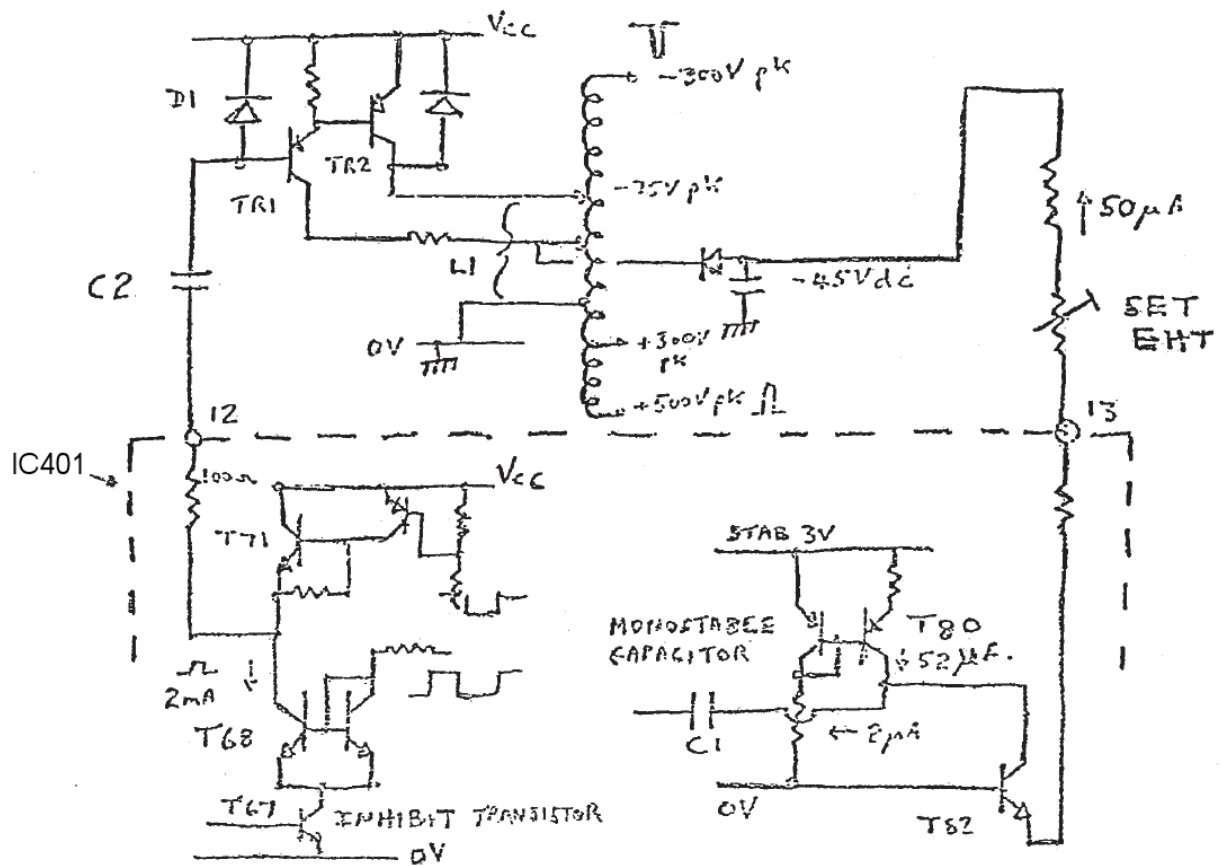 Vcc
-300V pk
D1
TR2
TR1
-75V pk
50μA
L1
C2
-45Vdc
SET
EHT
0V
+300V
pk
+500Vpk
12
13
IC401
100Ω
Vcc
T71
STAB 3V
MONOSTABLE
CAPACITOR
T80
52μA.
2mA
T68
C1
← 2μA
0V
T82
T67
INHIBIT TRANSISTOR
0V